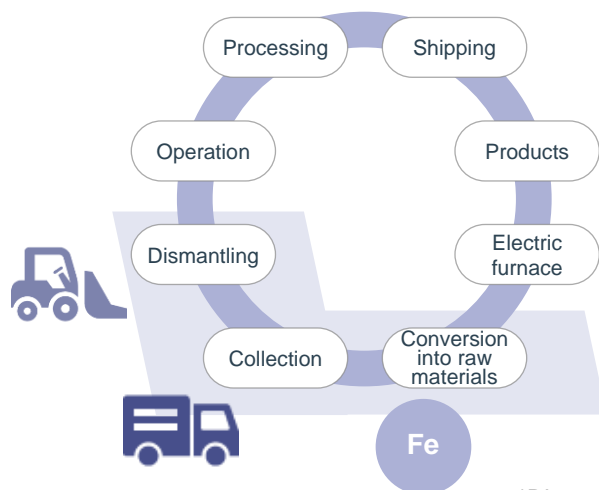 Processing
Shipping
Operation
Products
Dismantling
Electric
furnace
Collection
Conversion
into raw
materials
Fe